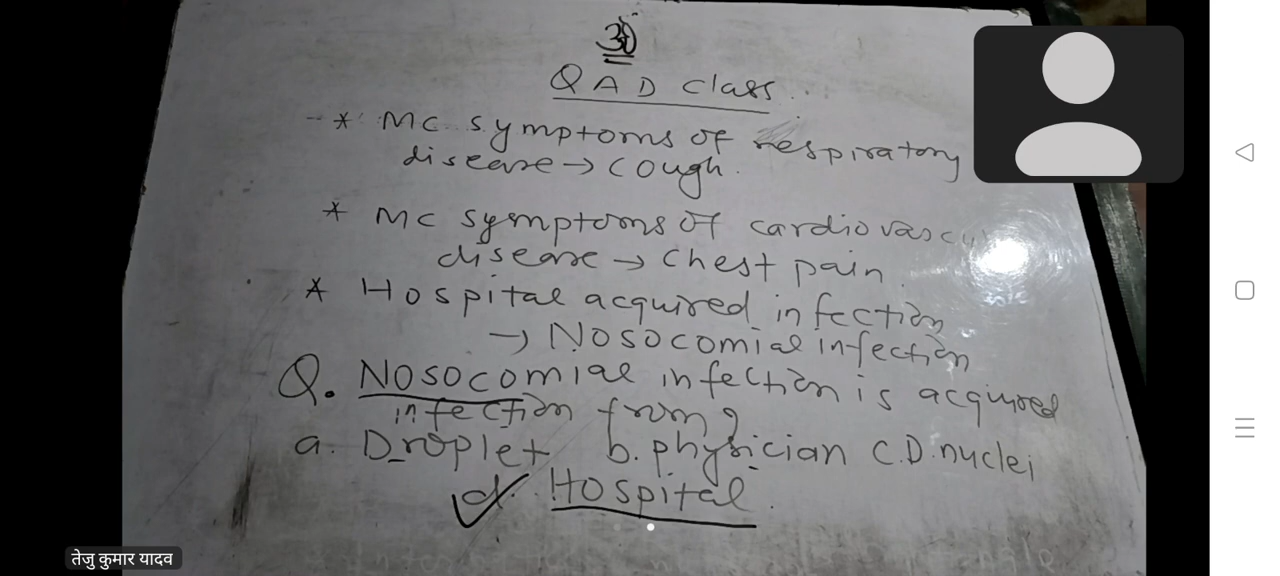 QAD class
* Mc symptoms of respiratory
disease → cough.
* Mc symptoms of
disease → chest pain
* Hospital acquired infection
→ Nosocomial infection
Q. Nosocomial infection is acquired
infection from?
a. Droplet b. physician C. D. nuclei
d. Hospital.
तेजु कुमार यादव